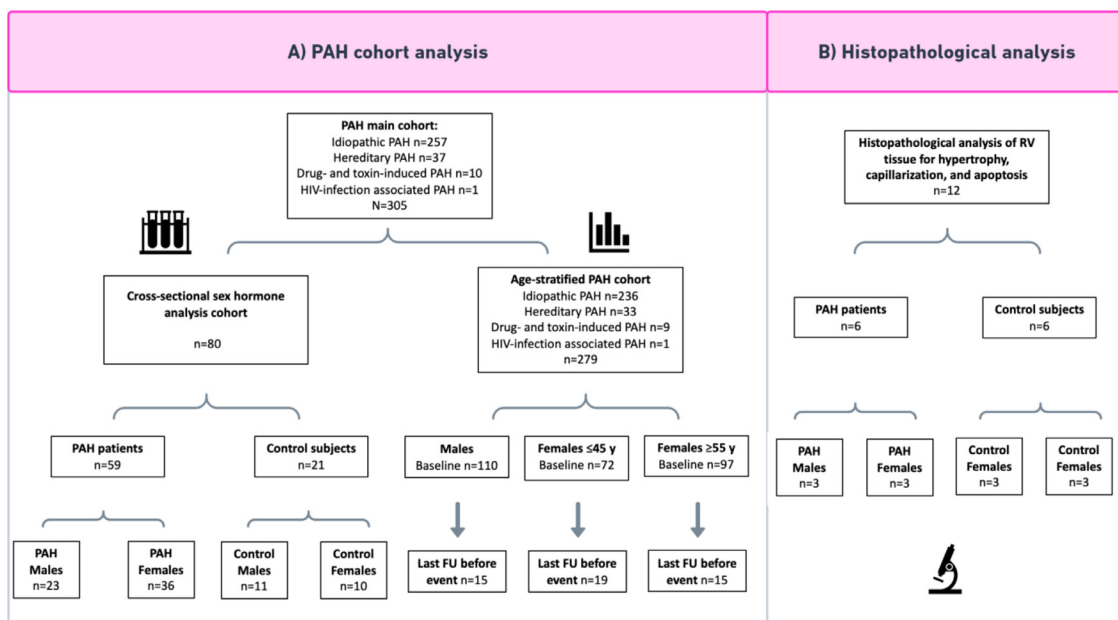 A) PAH cohort analysis
B) Histopathological analysis
PAH main cohort:
Idiopathic PAH n=257
Hereditary PAH n=37
Drug- and toxin-induced PAH n=10
HIV-infection associated PAH n=1
N=305
Cross-sectional sex hormone
analysis cohort
n=80
Age-stratified PAH cohort
Idiopathic PAH n=236
Hereditary PAH n=33
Drug- and toxin-induced PAH n=9
HIV-infection associated PAH n=1
n=279
PAH patients
n=59
Control subjects
n=21
Males
Baseline n=110
Females ≤45 y
Baseline n=72
Females ≥55 y
Baseline n=97
PAH
Males
n=23
PAH
Females
n=36
Control
Males
n=11
Control
Females
n=10
Last FU before
event n=15
Last FU before
event n=19
Last FU before
event n=15
Histopathological analysis of RV
tissue for hypertrophy,
capillarization, and apoptosis
n=12
PAH patients
n=6
Control subjects
n=6
PAH
Males
n=3
PAH
Females
n=3
Control
Females
n=3
Control
Females
n=3